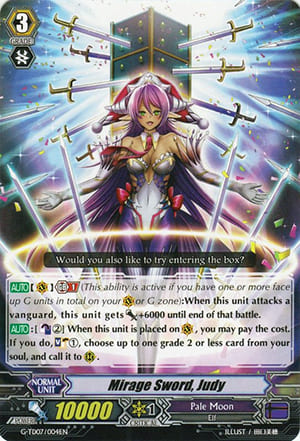 3
GRADE
Would you also like to try entering the box?
AUTO 【 】 1 (This ability is active if you have one or more face
up G units in total on your or G zone):When this unit attacks a
vanguard, this unit gets +6000 until end of that battle.
AUTO :[ 2] When this unit is placed on , you may pay the cost.
If you do, 1, choose up to one grade 2 or less card from your
soul, and call it to .
NORMAL
UNIT
Mirage Sword, Judy
10000
1
CRITICAL
Pale Moon
Elf
G-TD07/004EN
ILLUST /